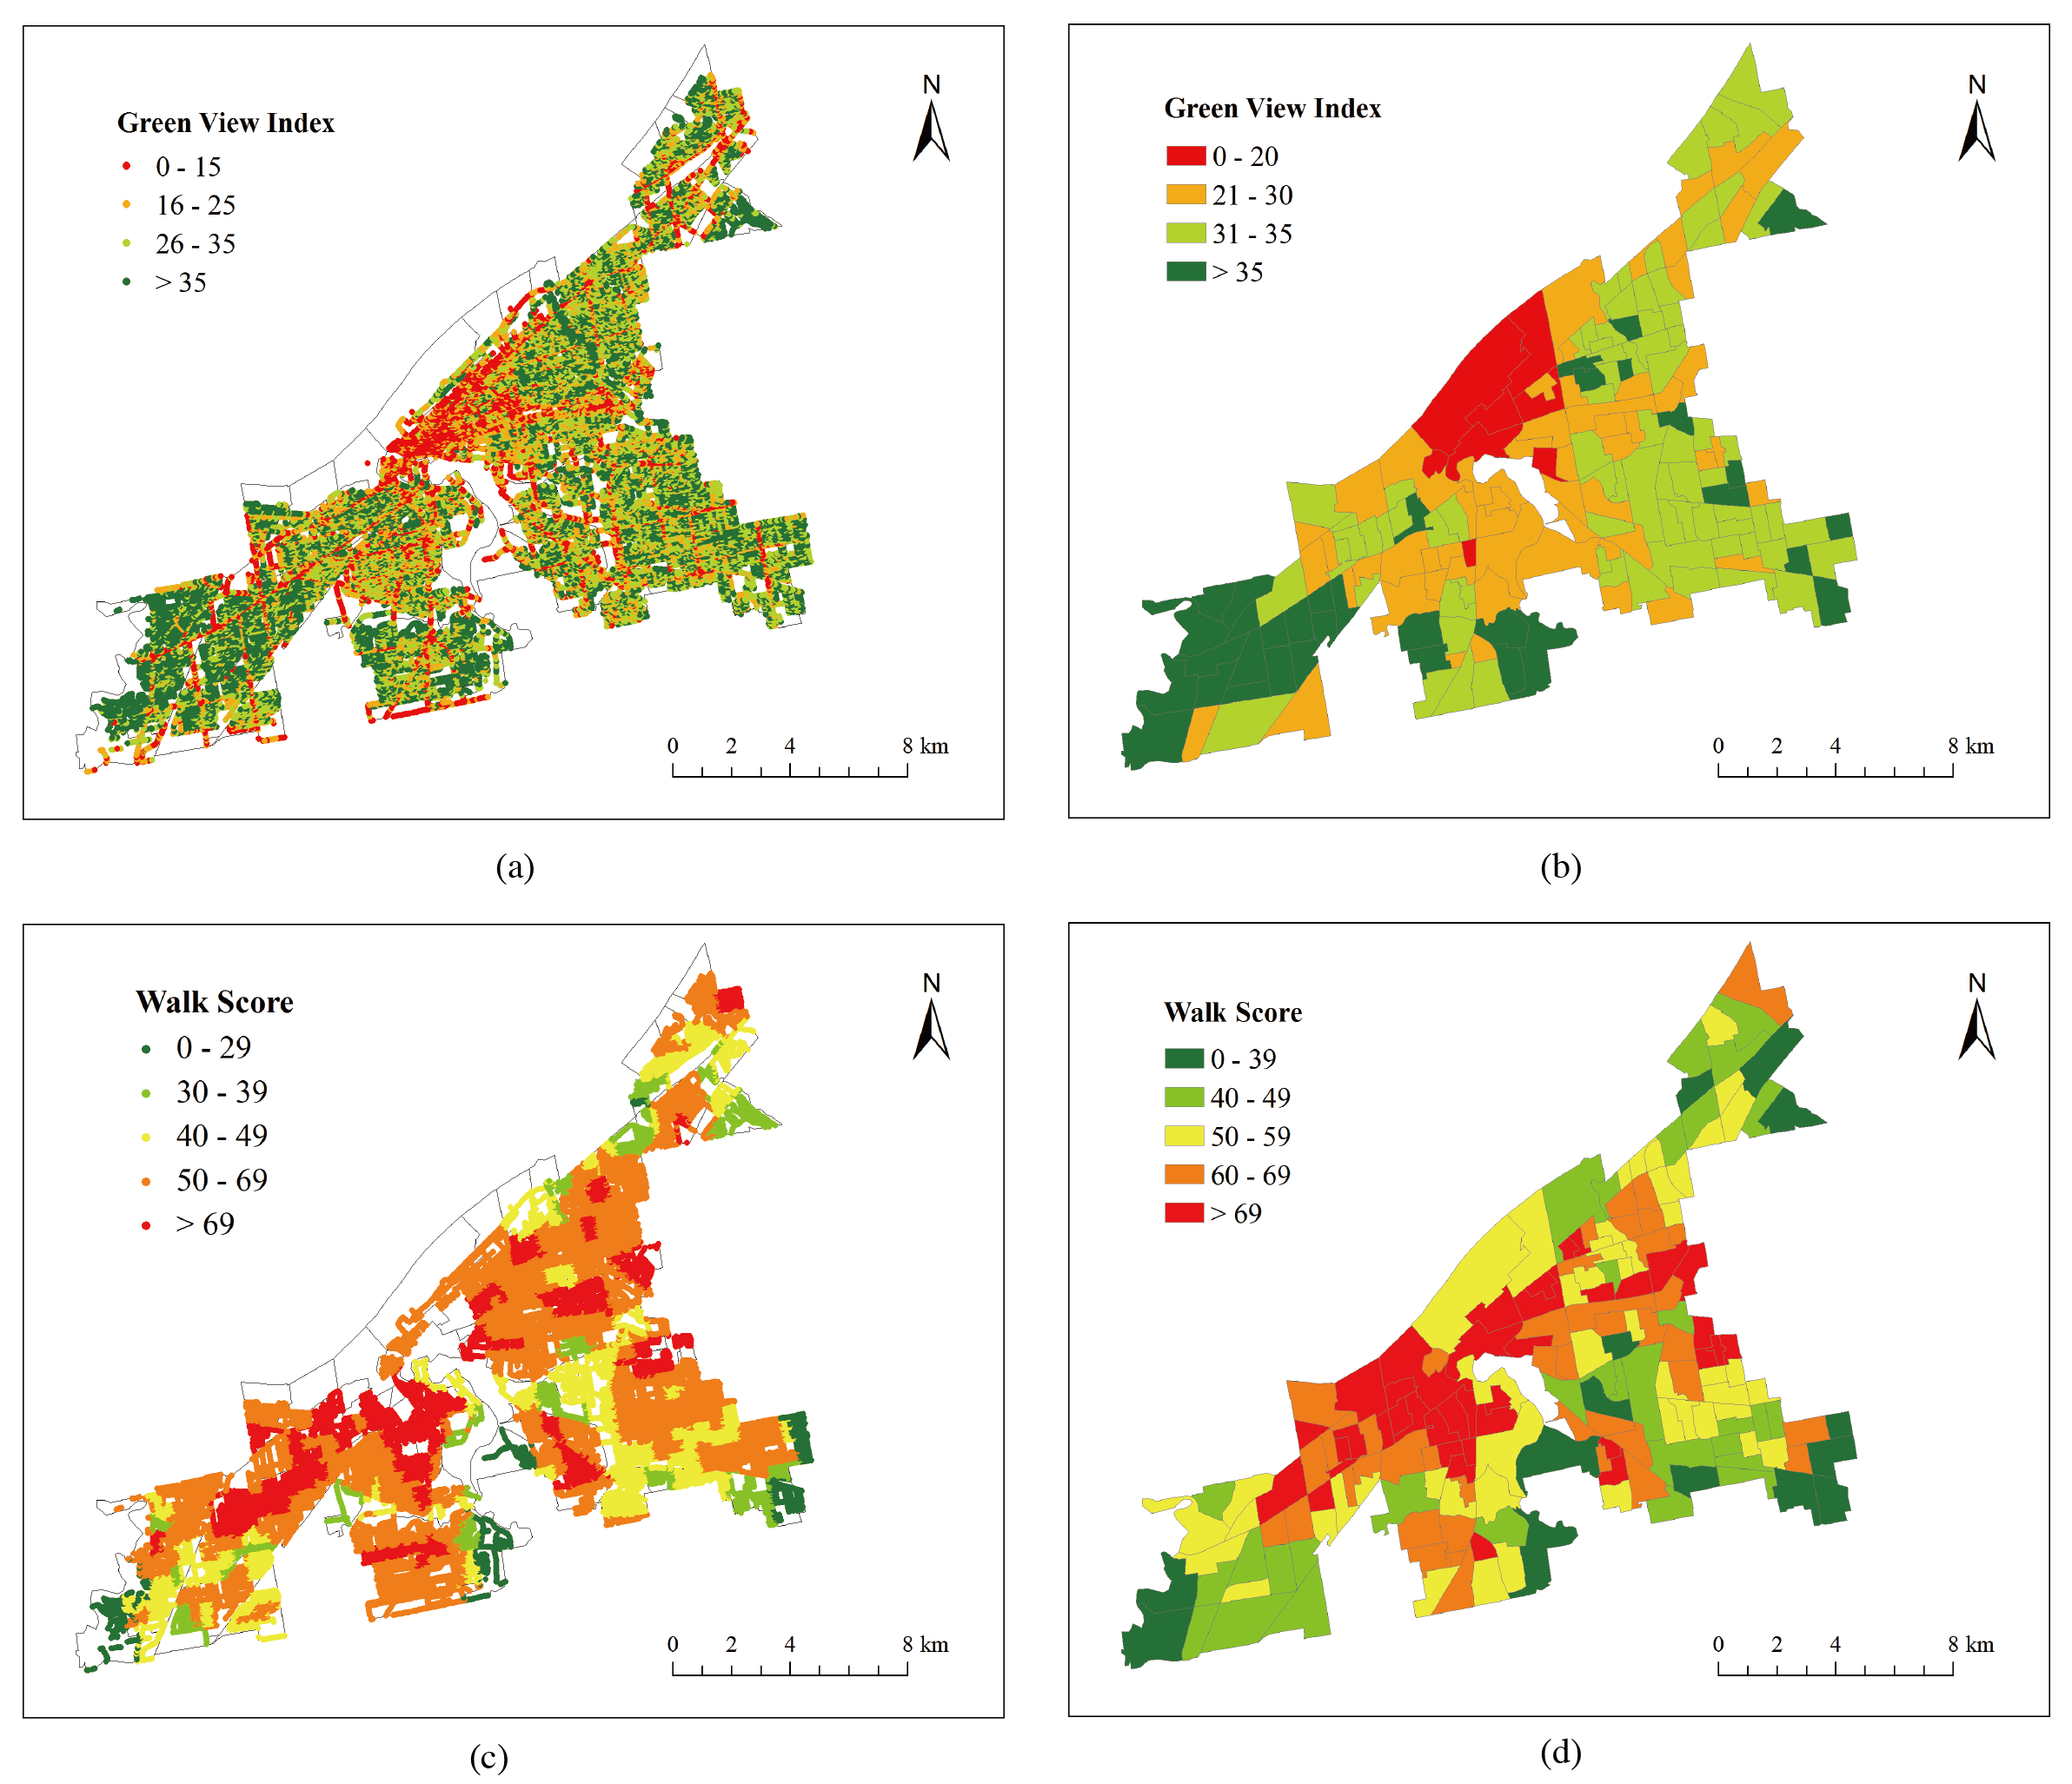 N
Green View Index
0 - 15
16 - 25
26 - 35
> 35
0 2 4 8 km
(a)
N
Green View Index
0 - 20
21 - 30
31 - 35
> 35
0 2 4 8 km
(b)
N
Walk Score
0 - 29
30 - 39
40 - 49
50 - 69
> 69
0 2 4 8 km
(c)
N
Walk Score
0 - 39
40 - 49
50 - 59
60 - 69
> 69
0 2 4 8 km
(d)